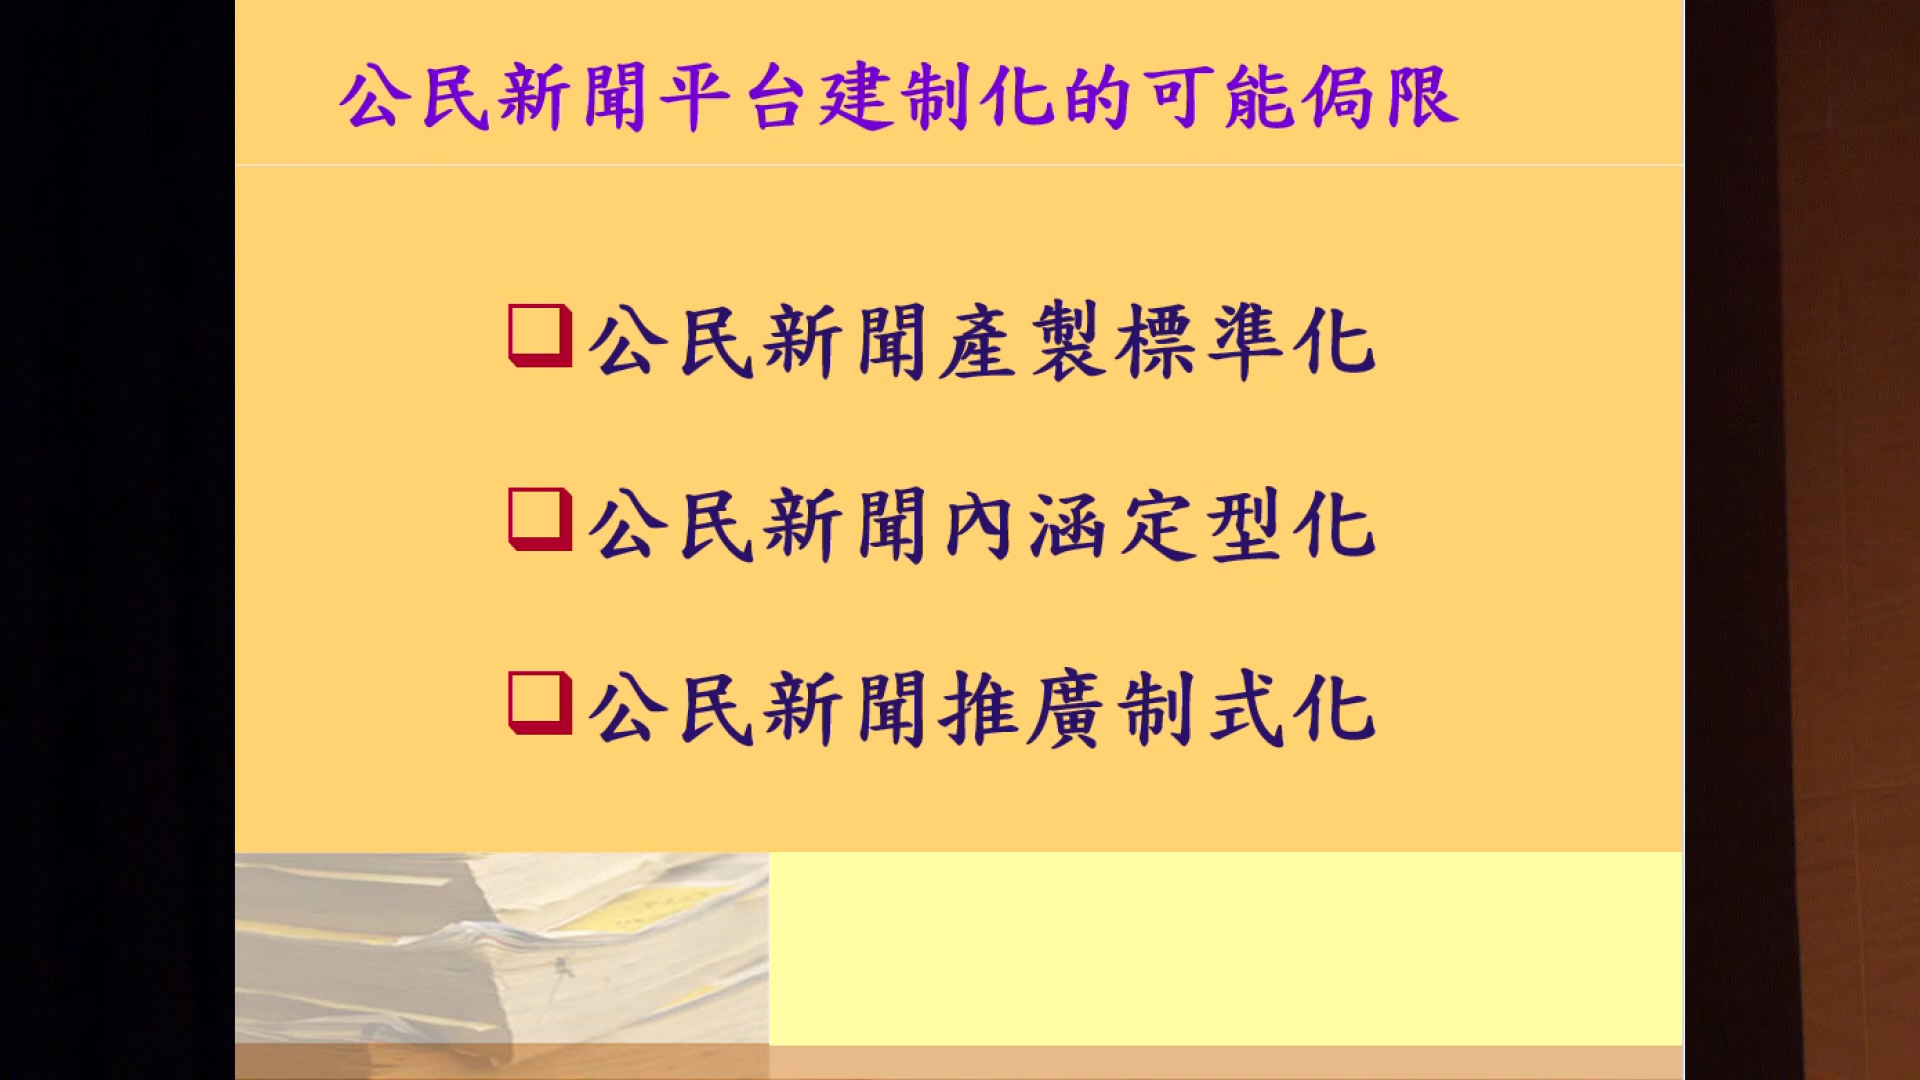 公民新聞平台建制化的可能侷限
公民新聞產製標準化
公民新聞內涵定型化
公民新聞推廣制式化